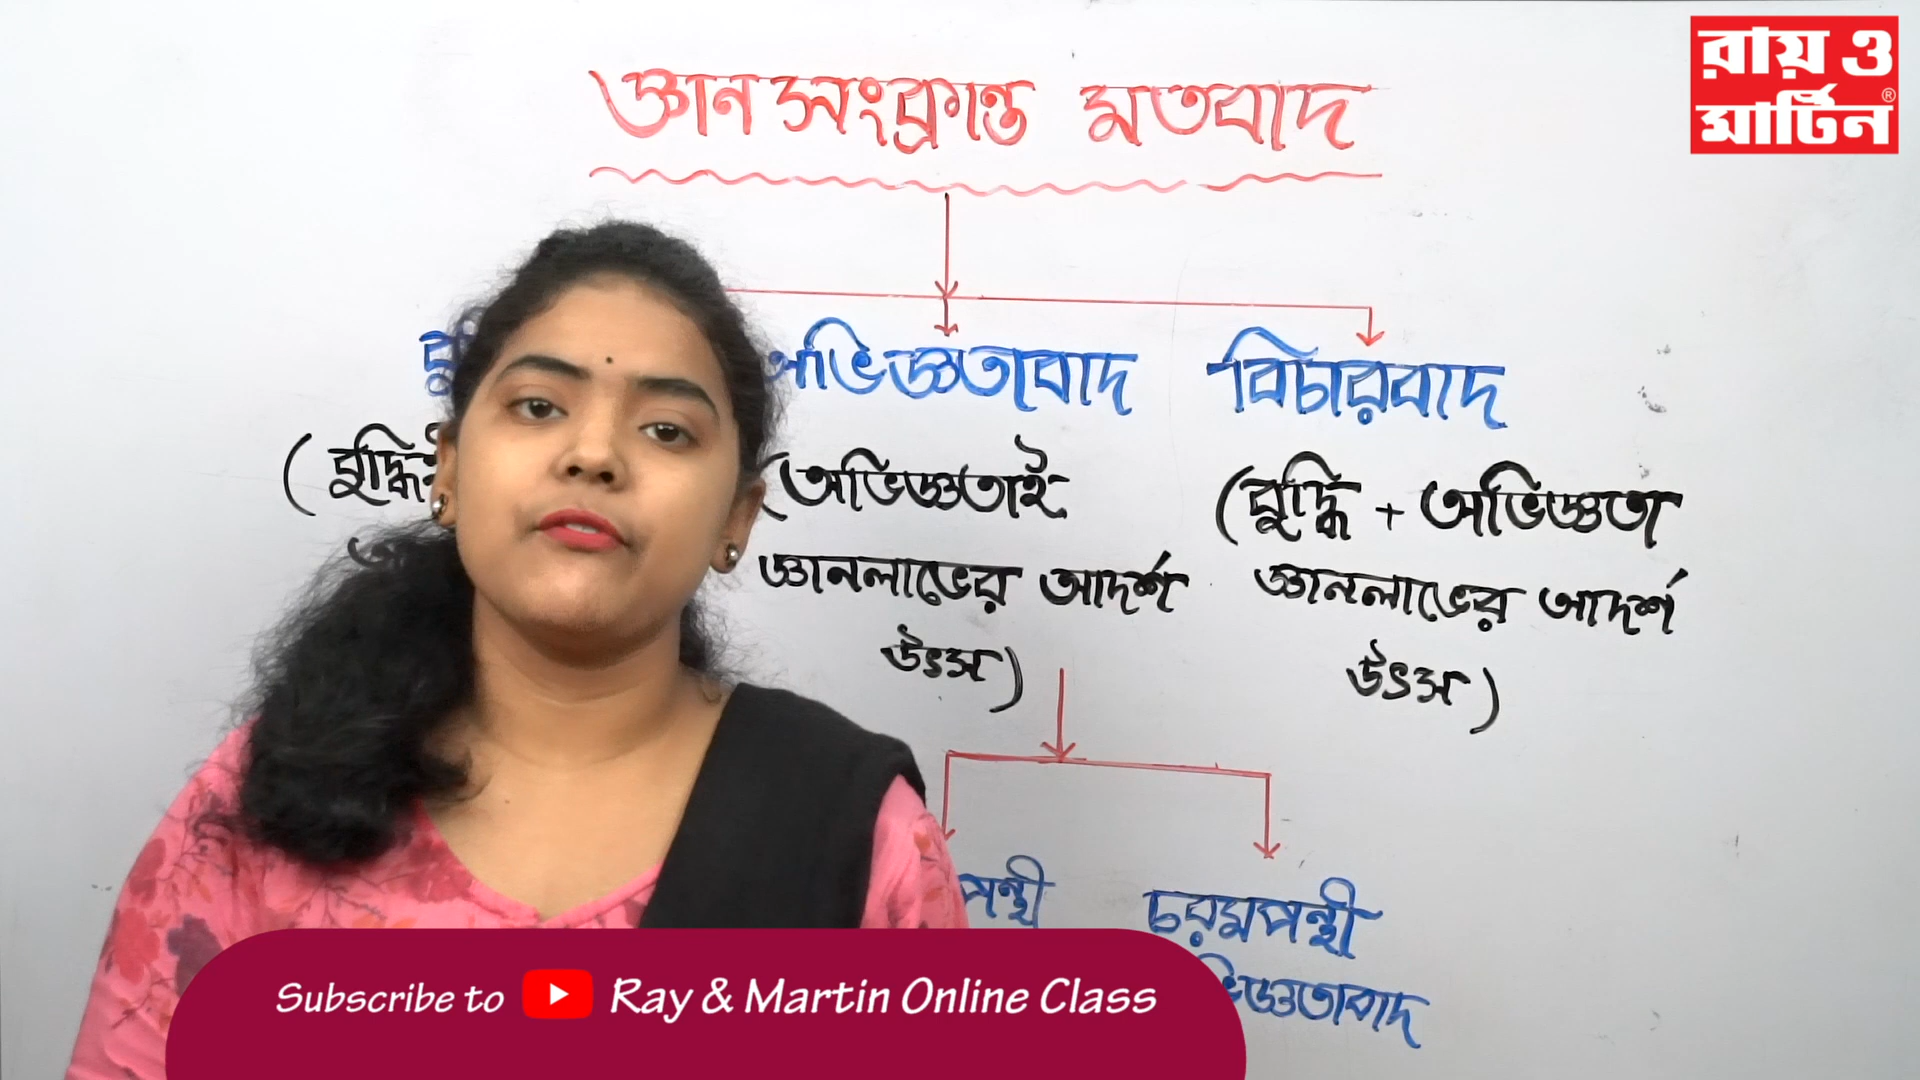 রায় ও
মার্টিন®
জ্ঞান সংক্রান্ত মতবাদ
অভিজ্ঞতাবাদ
বিচারবাদ
(অভিজ্ঞতাই
জ্ঞানলাভের আদর্শ
উৎস)
(বুদ্ধি + অভিজ্ঞতা
জ্ঞানলাভের আদর্শ
উৎস)
(বুদ্ধি
পন্থী
চরমপন্থী
ভিজ্ঞতাবাদ
Subscribe to Ray & Martin Online Class